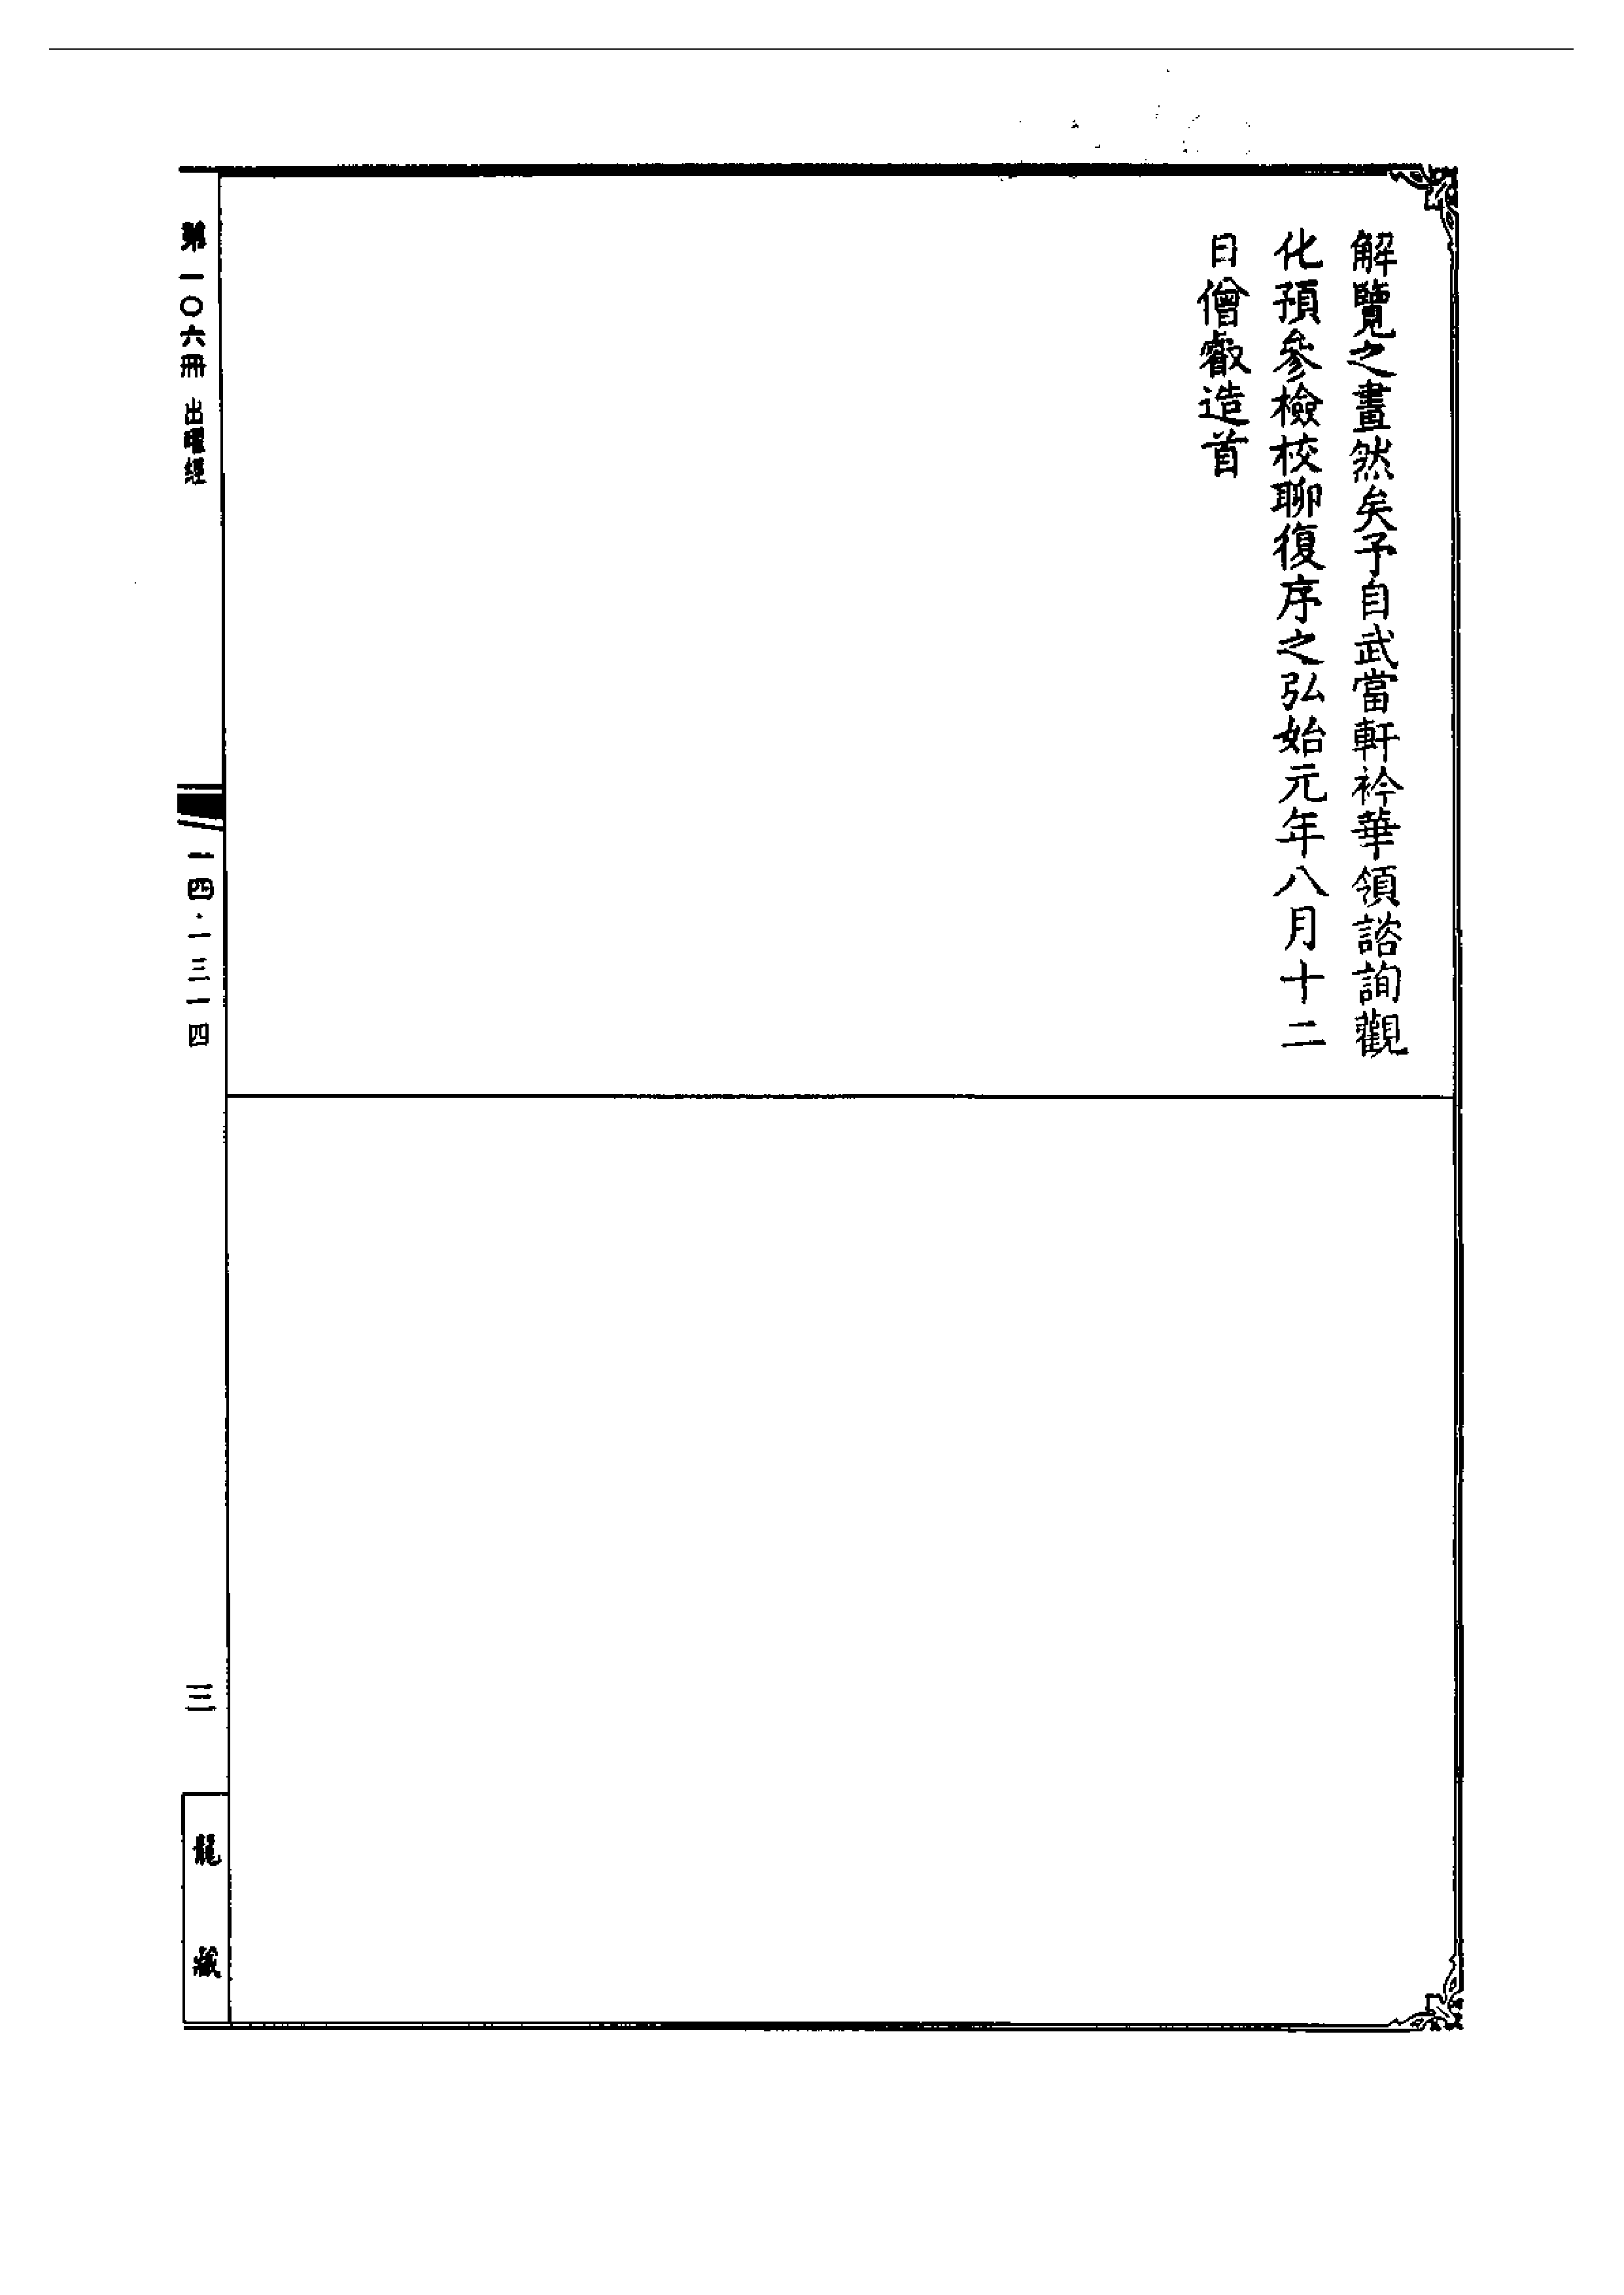 解覽之畫然矣予自武當軒衿華領諮詢觀
化預參檢校聊復序之弘始元年八月十二
日僧叡造首
第一〇六冊 出曜經
一四·一三一四
三
龍藏